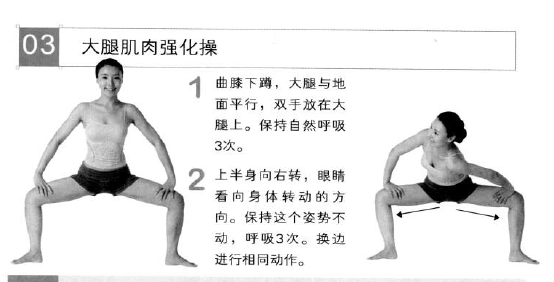 03 大腿肌肉强化操
1 曲膝下蹲，大腿与地
面平行，双手放在大
腿上。保持自然呼吸
3次。
2 上半身向右转，眼睛
看向身体转动的方
向。保持这个姿势不
动，呼吸3次。换边
进行相同动作。